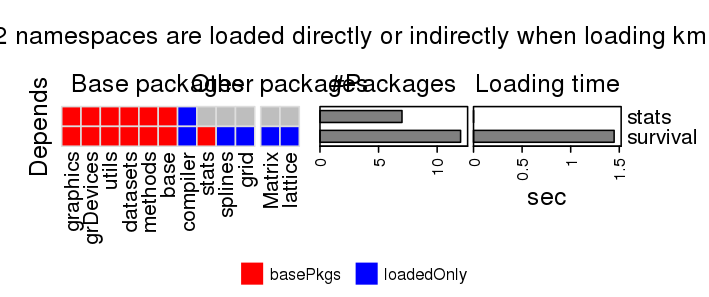 2 namespaces are loaded directly or indirectly when loading km
Base packages
Other packages
#Packages
Loading time
Depends
stats
survival
graphics
grDevices
utils
datasets
methods
base
compiler
stats
splines
grid
Matrix
lattice
0
5
10
0
0.5
1
1.5
sec
basePkgs
loadedOnly